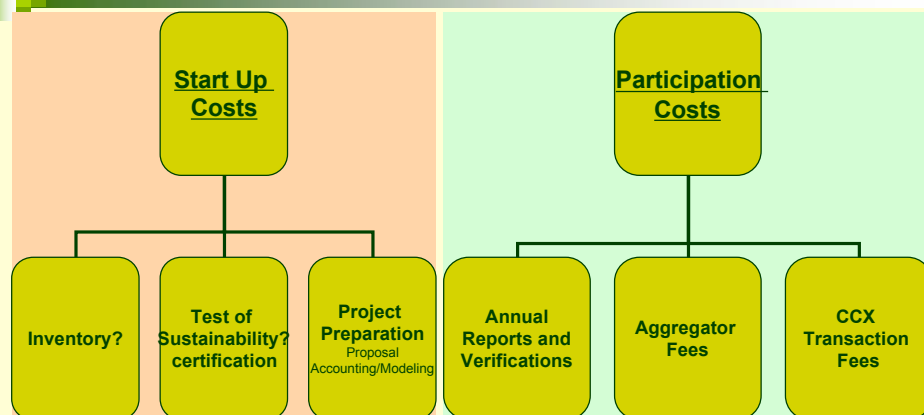 Start Up
Costs
Participation
Costs
Inventory?
Test of
Sustainability?
certification
Project
Preparation
Proposal
Accounting/Modeling
Annual
Reports and
Verifications
Aggregator
Fees
CCX
Transaction
Fees